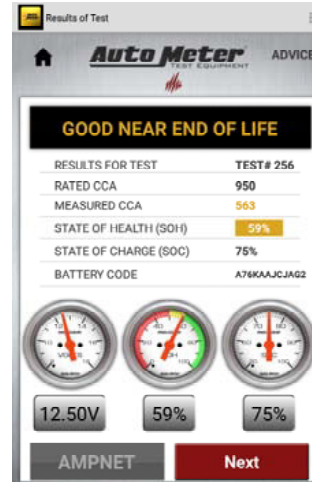 Results of Test
Auto Meter ADVICE
TEST EQUIPMENT
GOOD NEAR END OF LIFE
RESULTS FOR TEST TEST# 256
RATED CCA 950
MEASURED CCA 563
STATE OF HEALTH (SOH) 59%
STATE OF CHARGE (SOC) 75%
BATTERY CODE A76KAAJCJAG2
12.50V 59% 75%
AMPNET Next